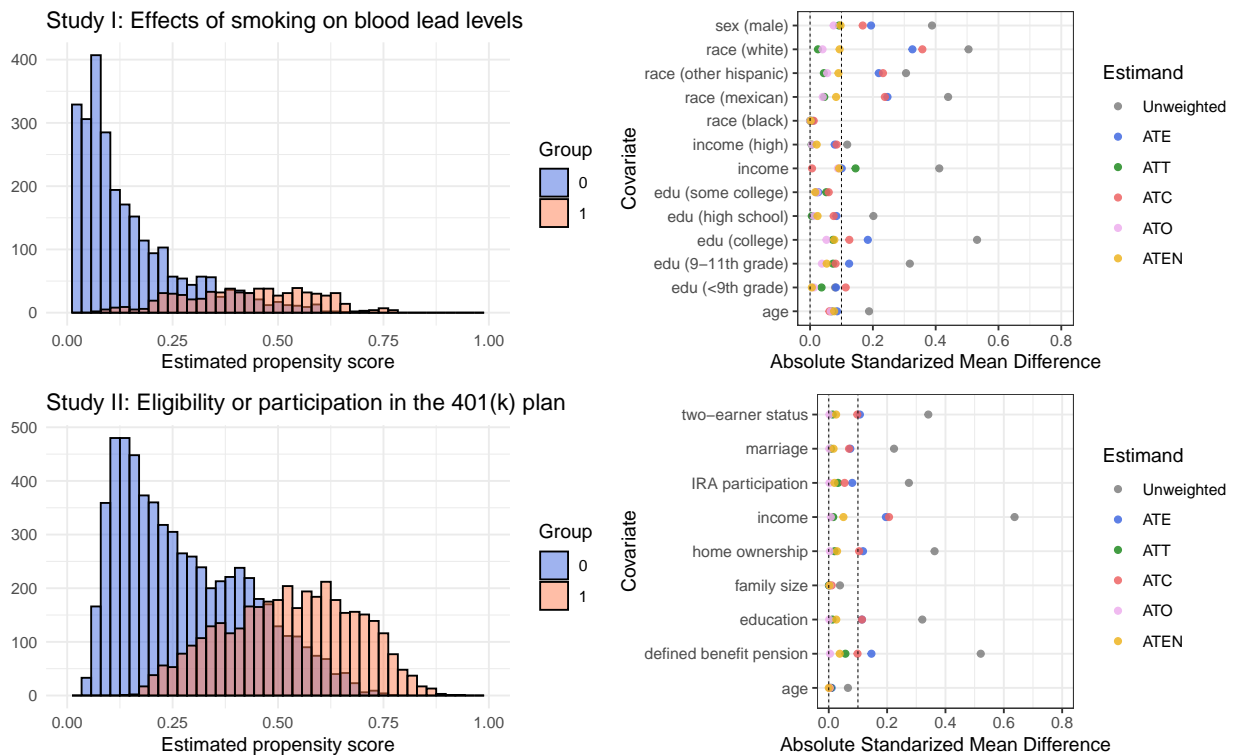 Study I: Effects of smoking on blood lead levels
400
300
200
100
0
0.00
0.25
0.50
0.75
1.00
Estimated propensity score
Group
0
1
Covariate
sex (male)
race (white)
race (other hispanic)
race (mexican)
race (black)
income (high)
income
edu (some college)
edu (high school)
edu (college)
edu (9−11th grade)
edu (<9th grade)
age
0.0
0.2
0.4
0.6
0.8
Absolute Standarized Mean Difference
Estimand
Unweighted
ATE
ATT
ATC
ATO
ATEN
Study II: Eligibility or participation in the 401(k) plan
500
400
300
200
100
0
0.00
0.25
0.50
0.75
1.00
Estimated propensity score
Group
0
1
Covariate
two−earner status
marriage
IRA participation
income
home ownership
family size
education
defined benefit pension
age
0.0
0.2
0.4
0.6
0.8
Absolute Standarized Mean Difference
Estimand
Unweighted
ATE
ATT
ATC
ATO
ATEN